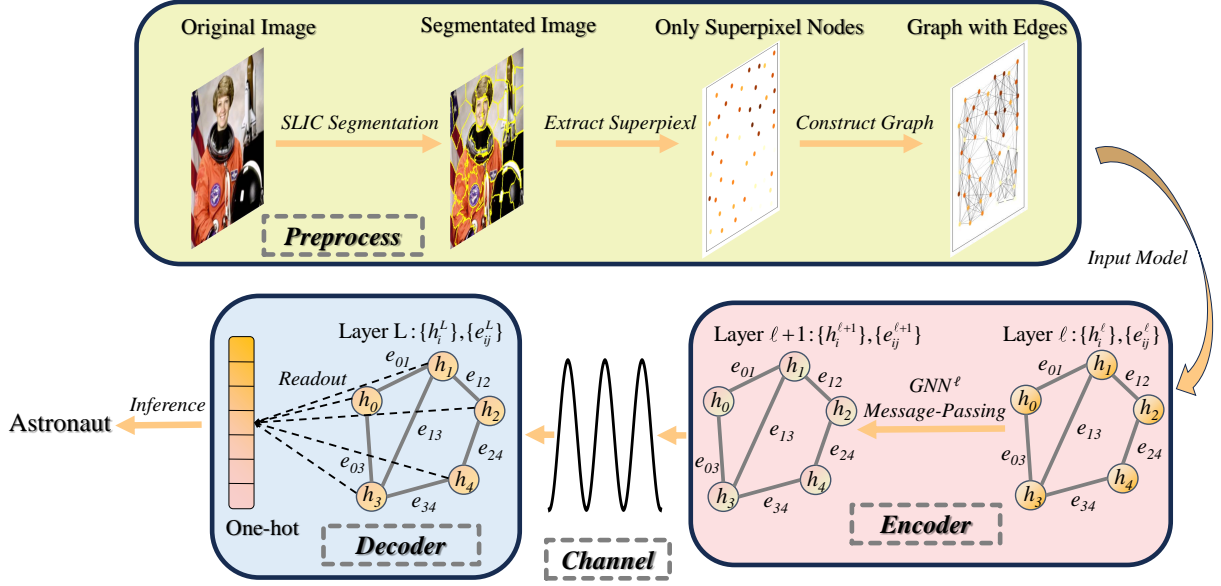 Original Image
Segmentated Image
Only Superpixel Nodes
Graph with Edges
SLIC Segmentation
Extract Superpiexl
Construct Graph
Preprocess
Input Model
Layer L : {h_i^L}, {e_ij^L}
Layer ℓ+1 : {h_i^{ℓ+1}}, {e_ij^{ℓ+1}}
Layer ℓ : {h_i^ℓ}, {e_ij^ℓ}
Astronaut
Inference
Readout
One-hot
e01
h1
e12
h0
h2
e13
e03
e24
h4
h3
e34
Decoder
Channel
e01
h1
e12
h0
h2
e13
e03
e24
h4
h3
e34
GNN^ℓ
Message-Passing
Encoder
e01
h1
e12
h0
h2
e13
e03
e24
h4
h3
e34